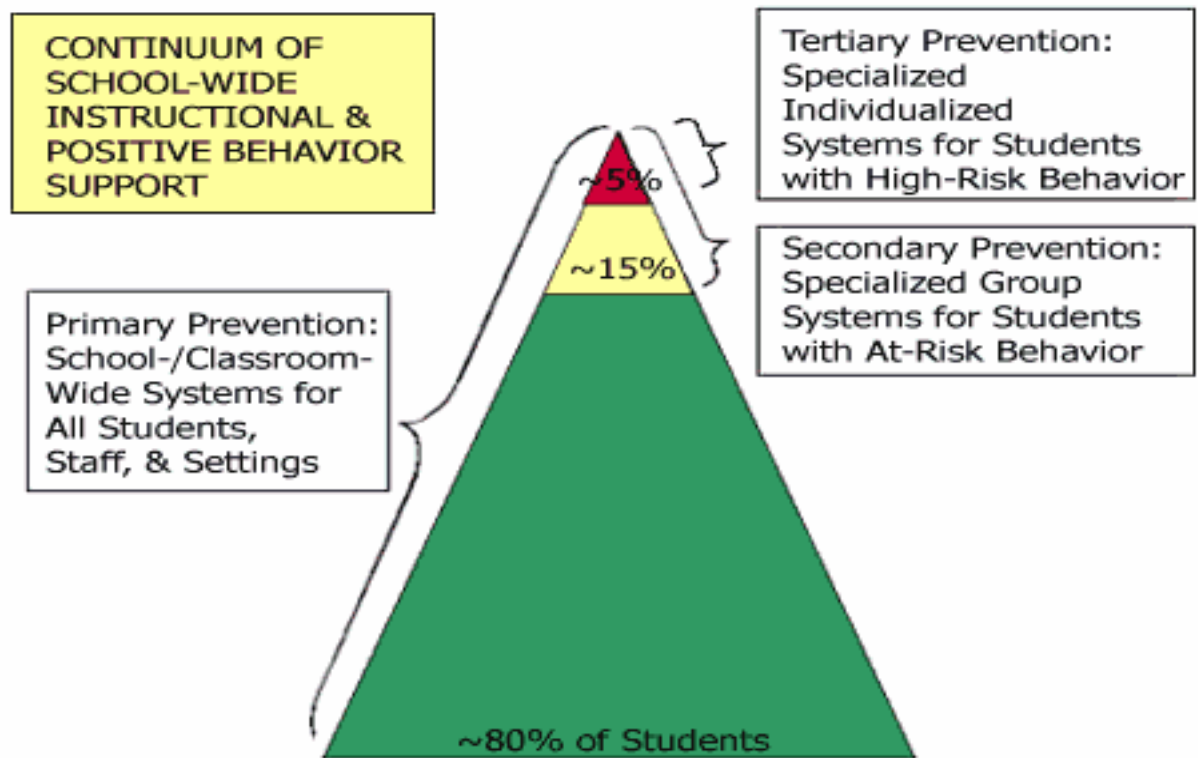 CONTINUUM OF
SCHOOL-WIDE
INSTRUCTIONAL &
POSITIVE BEHAVIOR
SUPPORT
Tertiary Prevention:
Specialized
Individualized
Systems for Students
with High-Risk Behavior
~5%
Secondary Prevention:
Specialized Group
Systems for Students
with At-Risk Behavior
~15%
Primary Prevention:
School-/Classroom-
Wide Systems for
All Students,
Staff, & Settings
~80% of Students